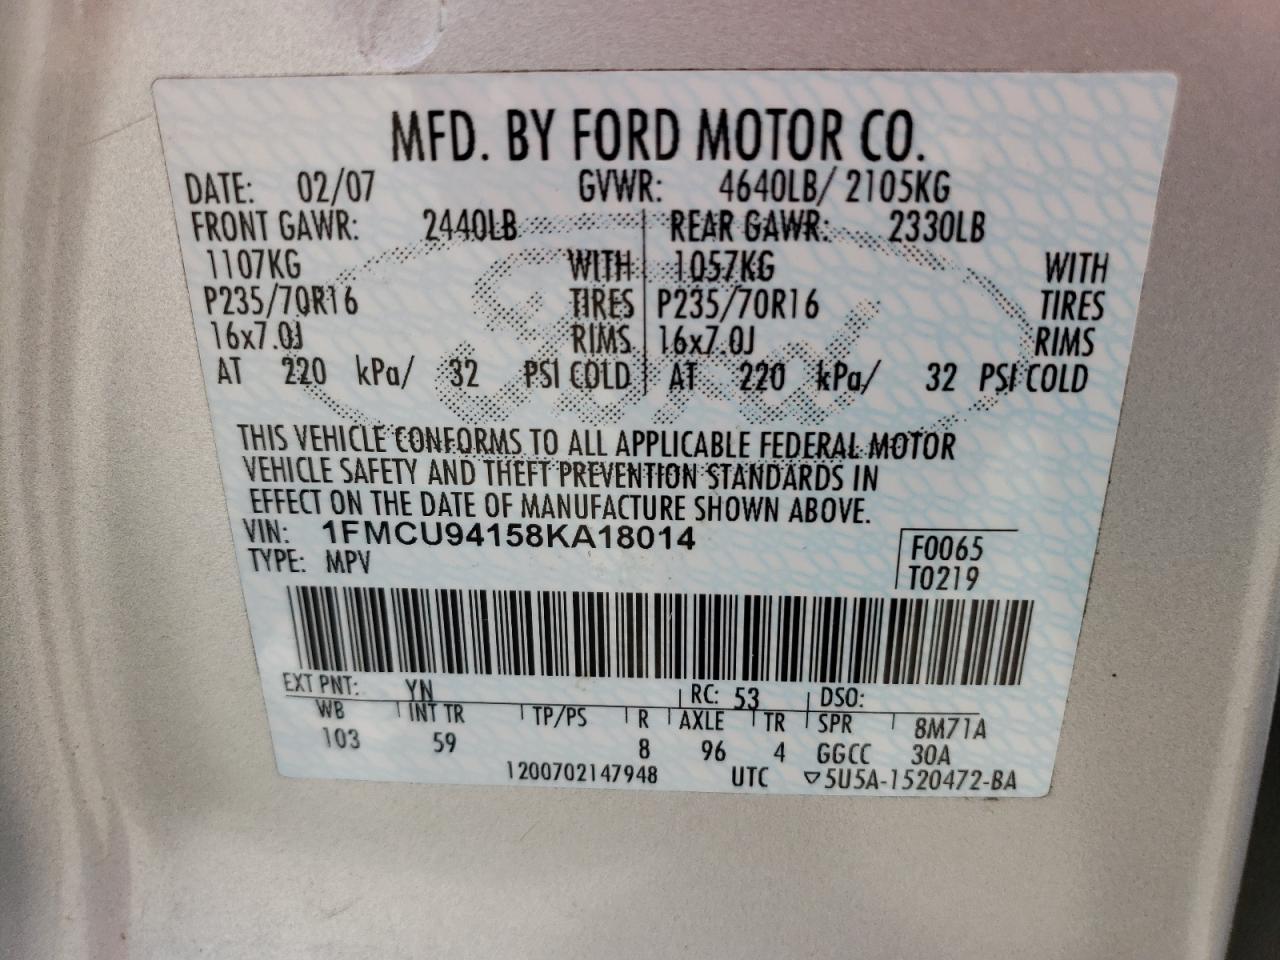 MFD. BY FORD MOTOR CO.
DATE: 02/07 GVWR: 4640LB/ 2105KG
FRONT GAWR: 2440LB REAR GAWR: 2330LB
1107KG WITH 1057KG WITH
P235/70R16 TIRES P235/70R16 TIRES
16x7.0J RIMS 16x7.0J RIMS
AT 220 kPa/ 32 PSI COLD AT 220 kPa/ 32 PSI COLD
Ford
THIS VEHICLE CONFORMS TO ALL APPLICABLE FEDERAL MOTOR
VEHICLE SAFETY AND THEFT PREVENTION STANDARDS IN
EFFECT ON THE DATE OF MANUFACTURE SHOWN ABOVE.
VIN: 1FMCU94158KA18014
TYPE: MPV
F0065
T0219
EXT PNT: YN RC: 53 DSO:
WB INT TR TP/PS R AXLE TR SPR 8M71A
103 59 8 96 4 GGCC 30A
1200702147948 UTC ▽5U5A-1520472-BA